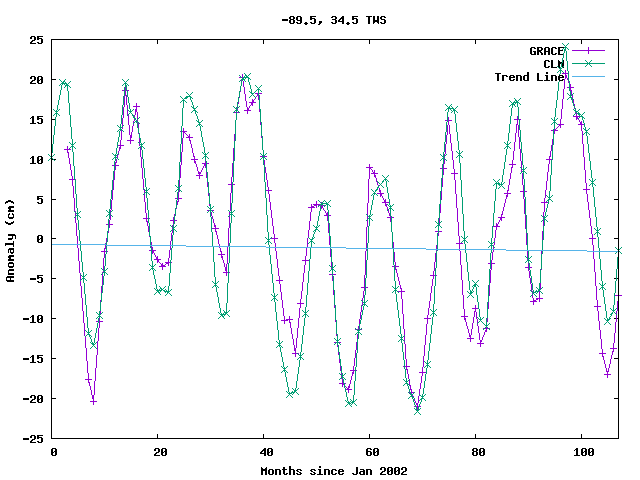 -89.5, 34.5 TWS
25
20
15
10
5
0
-5
-10
-15
-20
-25
Anomaly (cm)
GRACE
CLM
Trend Line
0 20 40 60 80 100
Months since Jan 2002